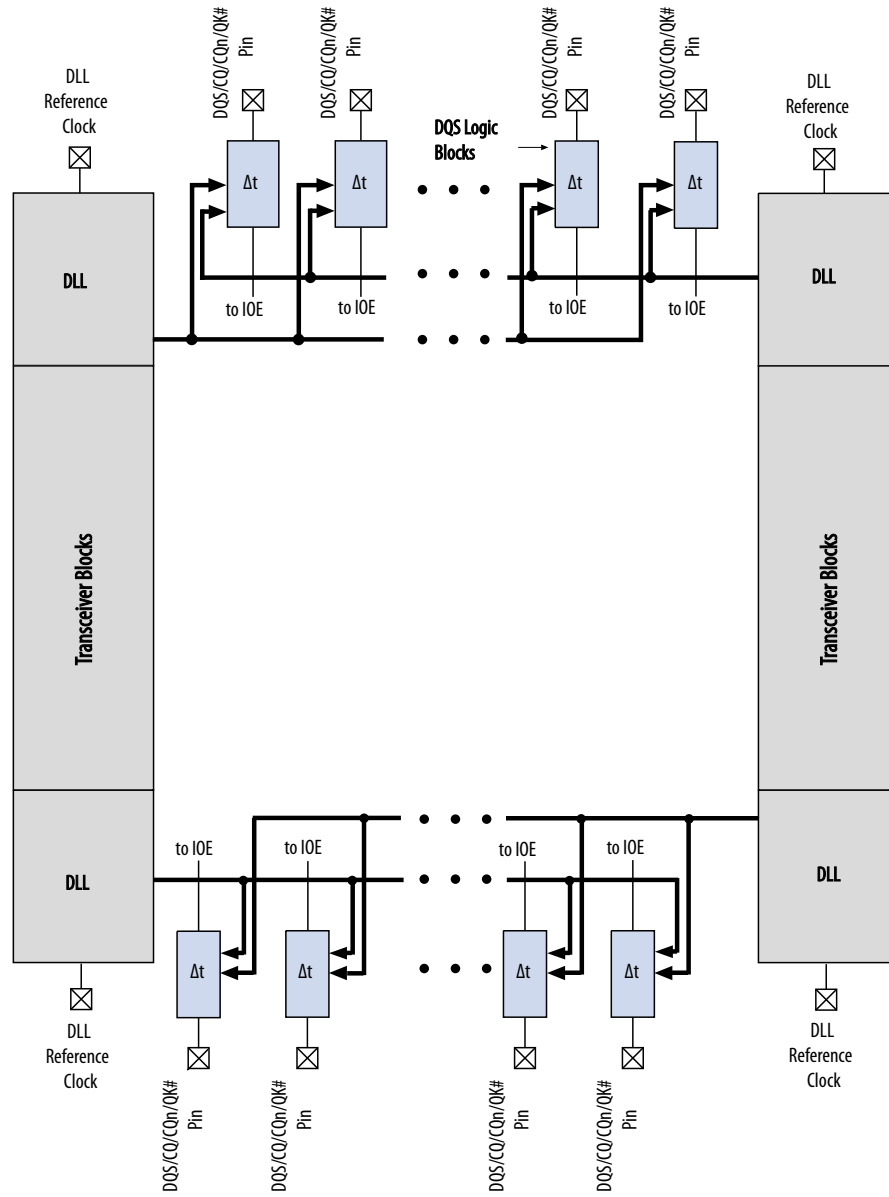 DQS/CQ/CQn/QK#
Pin
DQS/CQ/CQn/QK#
Pin
DQS/CQ/CQn/QK#
Pin
DQS/CQ/CQn/QK#
Pin
DLL
Reference
Clock
DQS Logic
Blocks
DLL
Reference
Clock
Δt
Δt
Δt
Δt
DLL
DLL
to IOE
to IOE
to IOE
to IOE
Transceiver Blocks
Transceiver Blocks
to IOE
to IOE
to IOE
to IOE
DLL
DLL
Δt
Δt
Δt
Δt
DLL
Reference
Clock
DLL
Reference
Clock
DQS/CQ/CQn/QK#
Pin
DQS/CQ/CQn/QK#
Pin
DQS/CQ/CQn/QK#
Pin
DQS/CQ/CQn/QK#
Pin